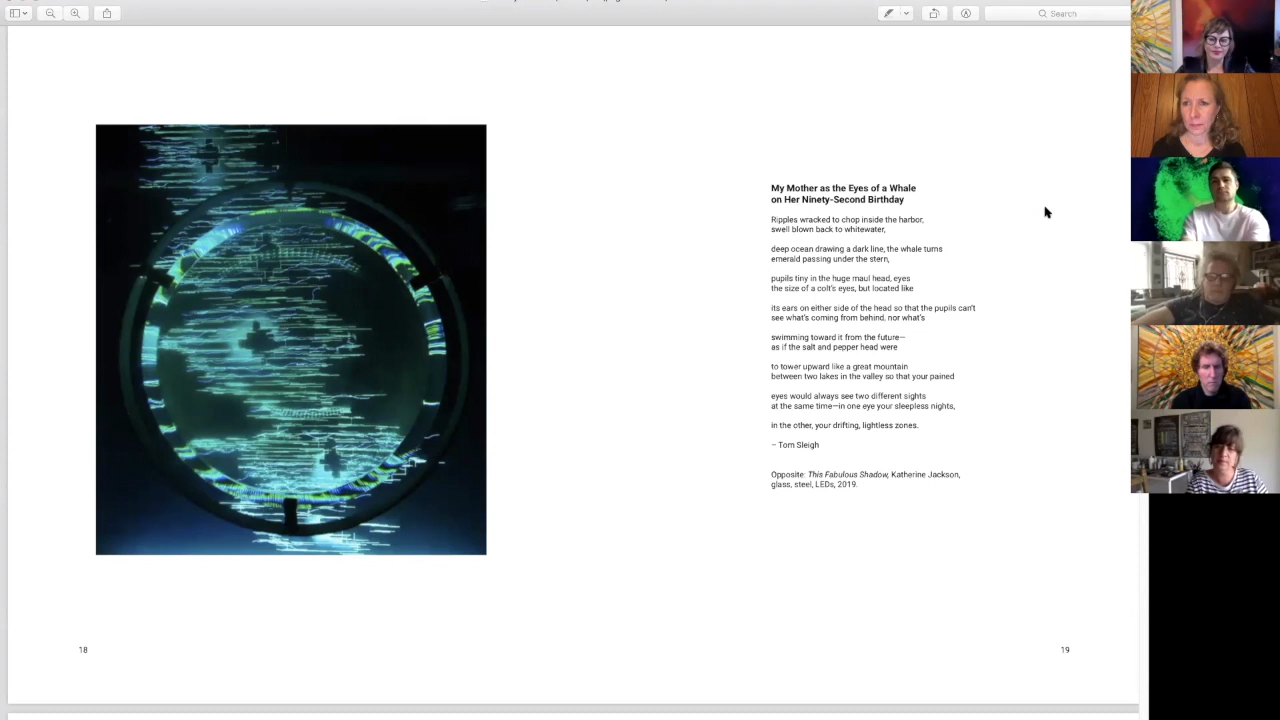 Search
My Mother as the Eyes of a Whale
on Her Ninety-Second Birthday
Ripples wracked to chop inside the harbor,
swell blown back to whitewater,
deep ocean drawing a dark line, the whale turns
emerald passing under the stern,
pupils tiny in the huge maul head, eyes
the size of a colt's eyes, but located like
its ears on either side of the head so that the pupils can't
see what's coming from behind, nor what's
swimming toward it from the future—
as if the salt and pepper head were
to tower upward like a great mountain
between two lakes in the valley so that your pained
eyes would always see two different sights
at the same time—in one eye your sleepless nights,
in the other, your drifting, lightless zones.
– Tom Sleigh
Opposite: This Fabulous Shadow, Katherine Jackson,
glass, steel, LEDs, 2019.
18
19